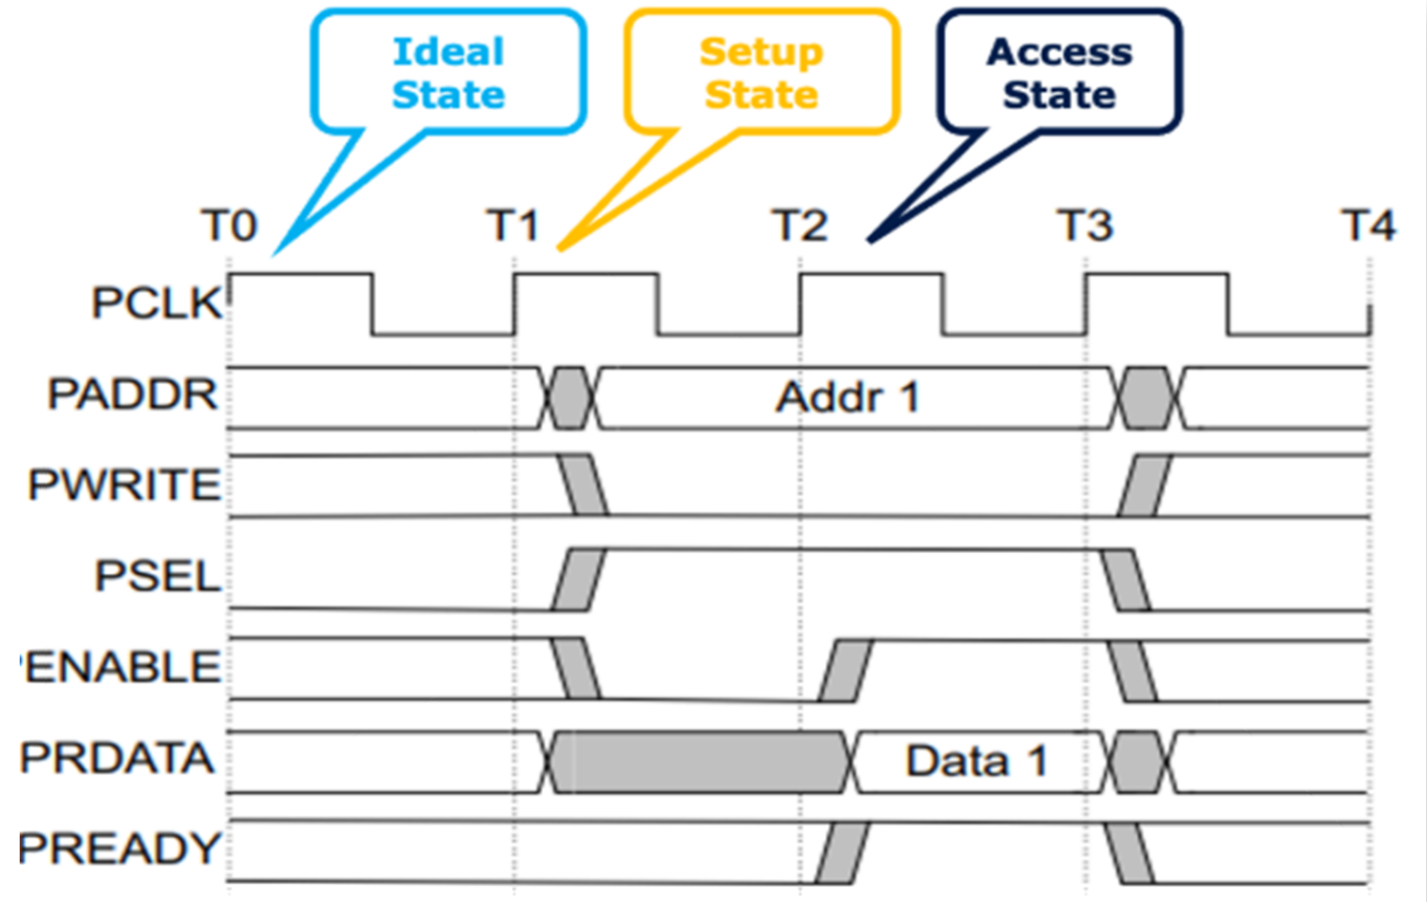 Ideal
State
Setup
State
Access
State
T0 T1 T2 T3 T4
PCLK
PADDR Addr 1
PWRITE
PSEL
ENABLE
PRDATA Data 1
PREADY